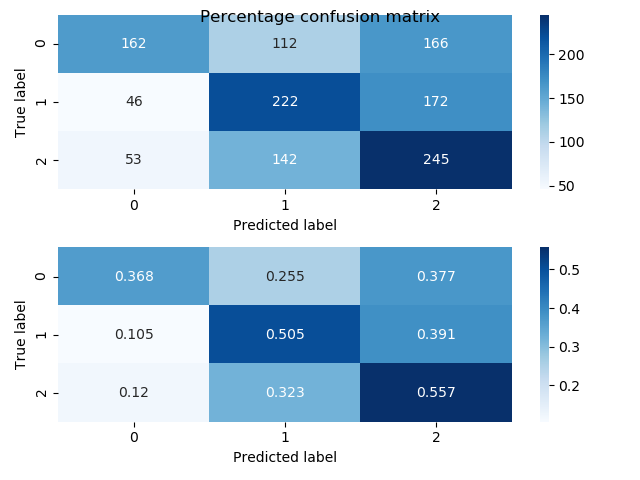 Percentage confusion matrix
True label
0 162 112 166
1 46 222 172
2 53 142 245
0 1 2
Predicted label
200
150
100
50
True label
0 0.368 0.255 0.377
1 0.105 0.505 0.391
2 0.12 0.323 0.557
0 1 2
Predicted label
0.5
0.4
0.3
0.2